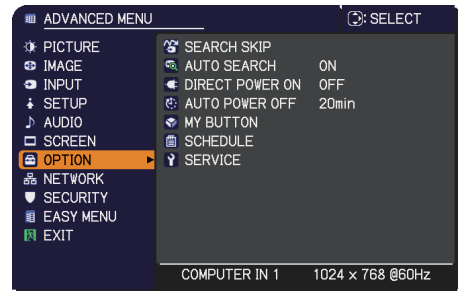 ADVANCED MENU
: SELECT
PICTURE
IMAGE
INPUT
SETUP
AUDIO
SCREEN
OPTION
NETWORK
SECURITY
EASY MENU
EXIT
SEARCH SKIP
AUTO SEARCH ON
DIRECT POWER ON OFF
AUTO POWER OFF 20min
MY BUTTON
SCHEDULE
SERVICE
COMPUTER IN 1 1024 × 768 @60Hz